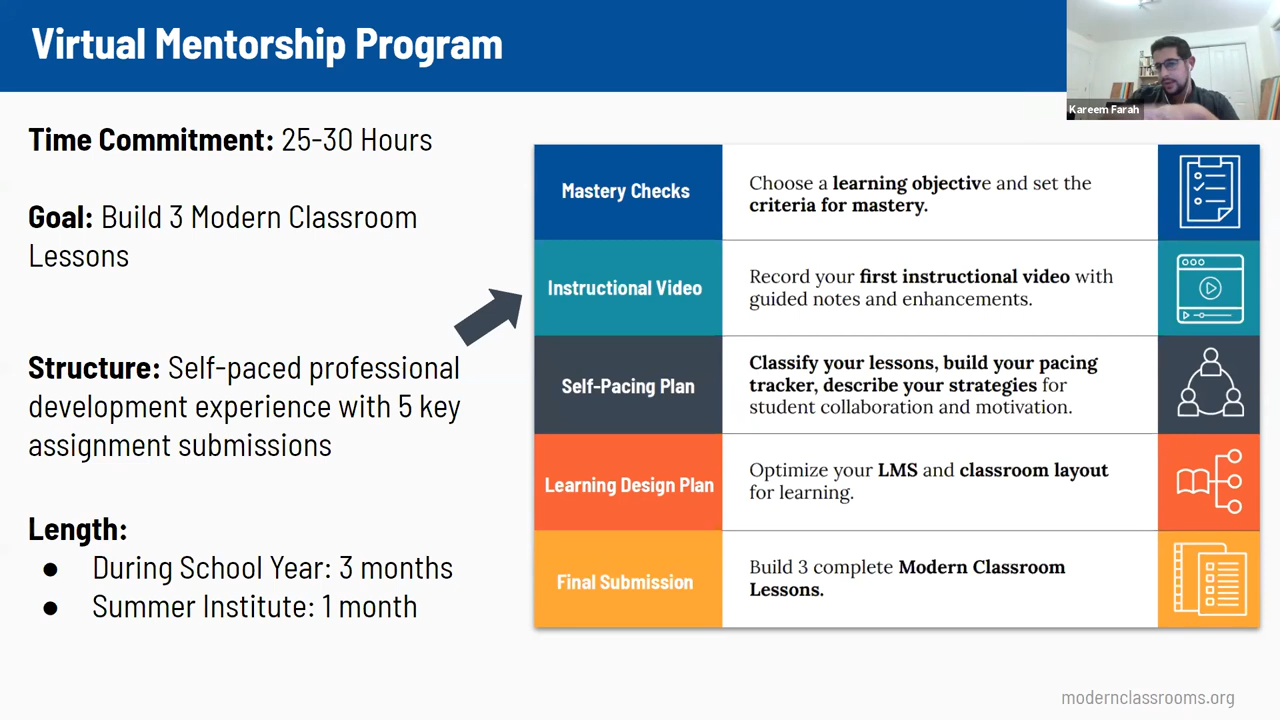 Virtual Mentorship Program
Kareem Farah
Time Commitment: 25-30 Hours
Goal: Build 3 Modern Classroom
Lessons
Structure: Self-paced professional
development experience with 5 key
assignment submissions
Length:
● During School Year: 3 months
● Summer Institute: 1 month
Mastery Checks
Choose a learning objective and set the
criteria for mastery.
Instructional Video
Record your first instructional video with
guided notes and enhancements.
Self-Pacing Plan
Classify your lessons, build your pacing
tracker, describe your strategies for
student collaboration and motivation.
Learning Design Plan
Optimize your LMS and classroom layout
for learning.
Final Submission
Build 3 complete Modern Classroom
Lessons.
modernclassrooms.org